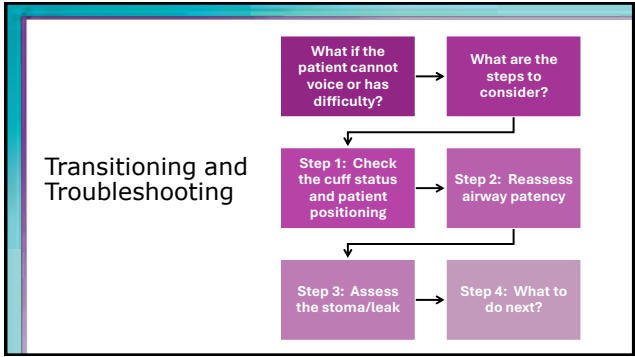 Transitioning and
Troubleshooting
What if the
patient cannot
voice or has
difficulty?
What are the
steps to
consider?
Step 1:  Check
the cuff status
and patient
positioning
Step 2:  Reassess
airway patency
Step 3:  Assess
the stoma/leak
Step 4:  What to
do next?